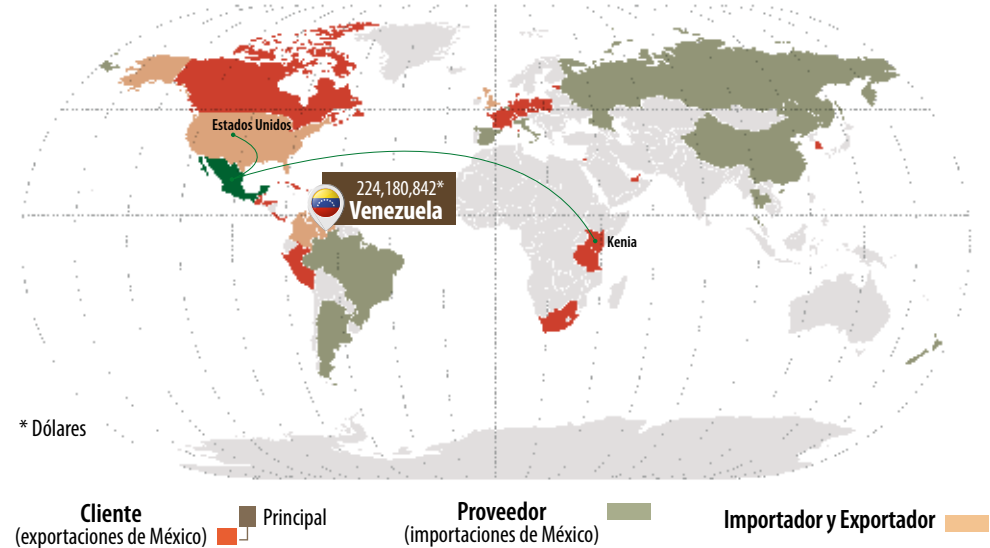 Estados Unidos
224,180,842*
Venezuela
Kenia
* Dólares
Cliente
(exportaciones de México)
Principal
Proveedor
(importaciones de México)
Importador y Exportador